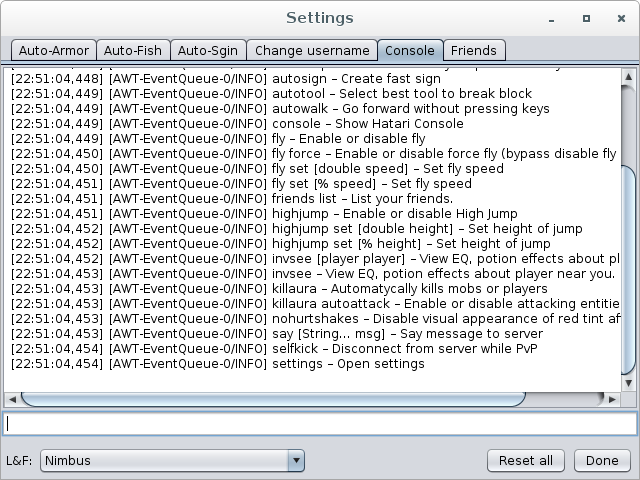 Settings
Auto-Armor Auto-Fish Auto-Sgin Change username Console Friends
[22:51:04,448] [AWT-EventQueue-0/INFO] autosign – Create fast sign
[22:51:04,449] [AWT-EventQueue-0/INFO] autotool – Select best tool to break block
[22:51:04,449] [AWT-EventQueue-0/INFO] autowalk – Go forward without pressing keys
[22:51:04,449] [AWT-EventQueue-0/INFO] console – Show Hatari Console
[22:51:04,449] [AWT-EventQueue-0/INFO] fly – Enable or disable fly
[22:51:04,450] [AWT-EventQueue-0/INFO] fly force – Enable or disable force fly (bypass disable fly
[22:51:04,450] [AWT-EventQueue-0/INFO] fly set [double speed] – Set fly speed
[22:51:04,451] [AWT-EventQueue-0/INFO] fly set [% speed] – Set fly speed
[22:51:04,451] [AWT-EventQueue-0/INFO] friends list – List your friends.
[22:51:04,451] [AWT-EventQueue-0/INFO] highjump – Enable or disable High Jump
[22:51:04,452] [AWT-EventQueue-0/INFO] highjump set [double height] – Set height of jump
[22:51:04,452] [AWT-EventQueue-0/INFO] highjump set [% height] – Set height of jump
[22:51:04,452] [AWT-EventQueue-0/INFO] invsee [player player] – View EQ, potion effects about pl
[22:51:04,453] [AWT-EventQueue-0/INFO] invsee – View EQ, potion effects about player near you.
[22:51:04,453] [AWT-EventQueue-0/INFO] killaura – Automatycally kills mobs or players
[22:51:04,453] [AWT-EventQueue-0/INFO] killaura autoattack – Enable or disable attacking entitie
[22:51:04,453] [AWT-EventQueue-0/INFO] nohurtshakes – Disable visual appearance of red tint af
[22:51:04,453] [AWT-EventQueue-0/INFO] say [String... msg] – Say message to server
[22:51:04,454] [AWT-EventQueue-0/INFO] selfkick – Disconnect from server while PvP
[22:51:04,454] [AWT-EventQueue-0/INFO] settings – Open settings
L&F: Nimbus Reset all Done